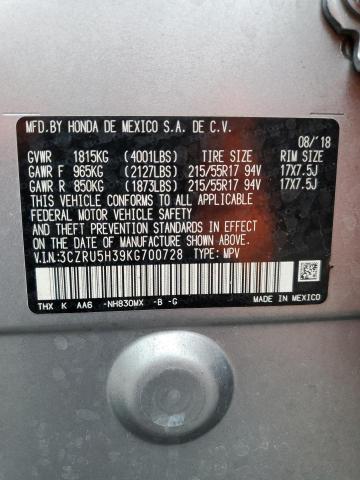 MFD.BY HONDA DE MEXICO S.A. DE C.V.
08/'18
GVWR 1815KG (4001LBS) TIRE SIZE RIM SIZE
GAWR F 965KG (2127LBS) 215/55R17 94V 17X7.5J
GAWR R 850KG (1873LBS) 215/55R17 94V 17X7.5J
THIS VEHICLE CONFORMS TO ALL APPLICABLE
FEDERAL MOTOR VEHICLE SAFETY, BUMPER, AND
THEFT PREVENTION STANDARDS IN EFFECT ON
THE DATE OF MANUFACTURE SHOWN ABOVE.
V.I.N:3CZRU5H39KG700728 TYPE: MPV
THX K AA6 -NH830MX -B -G
MADE IN MEXICO